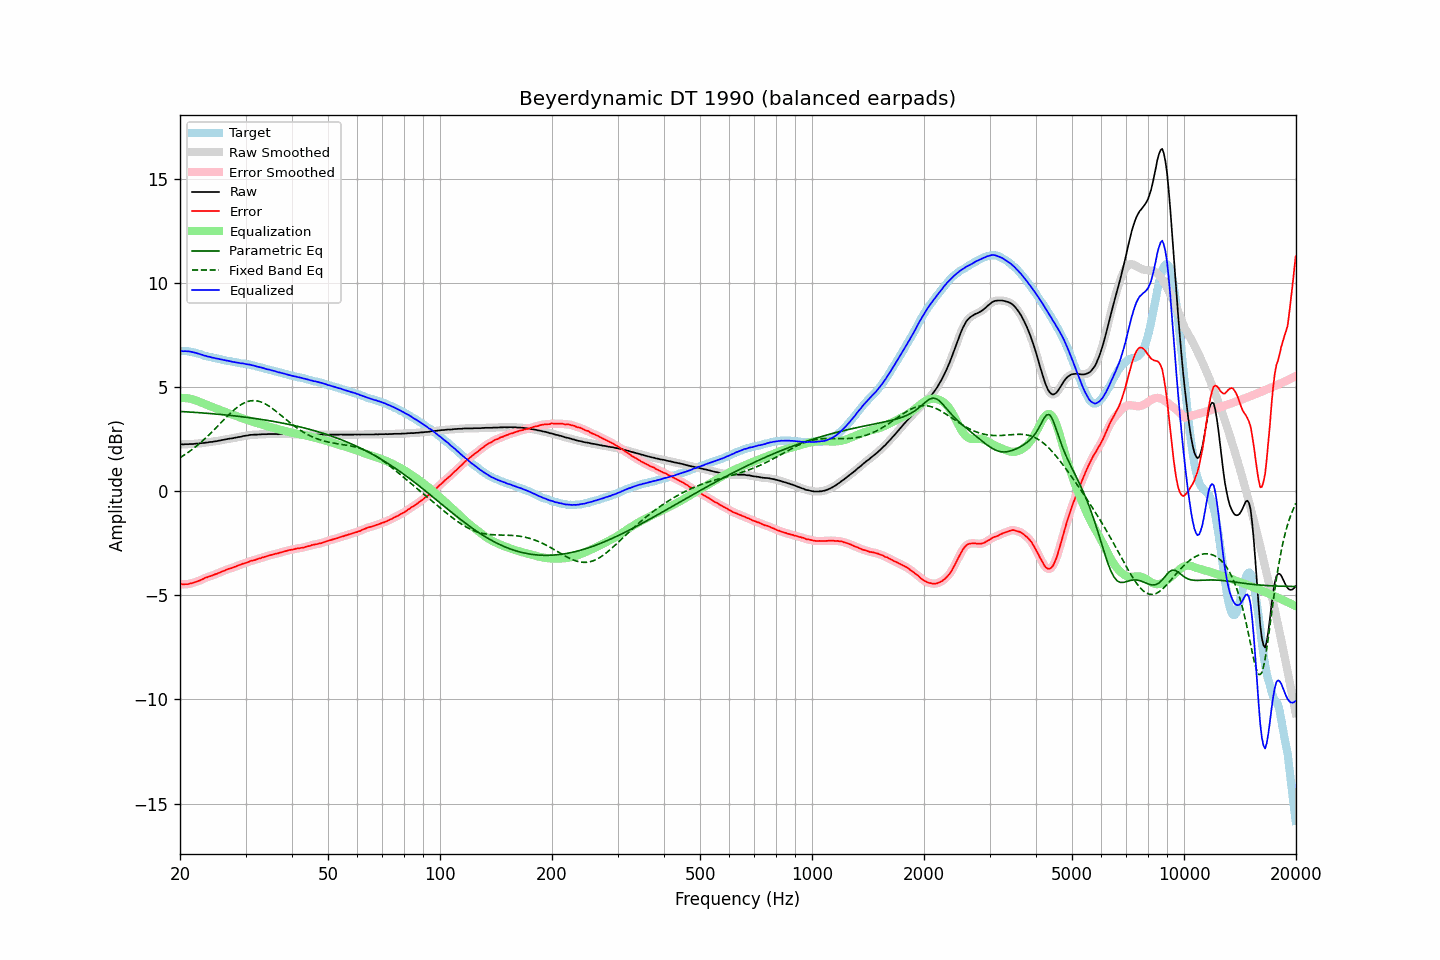 Beyerdynamic DT 1990 (balanced earpads)
Target
Raw Smoothed
Error Smoothed
Raw
Error
Equalization
Parametric Eq
Fixed Band Eq
Equalized
Amplitude (dBr)
15
10
5
0
−5
−10
−15
20 50 100 200 500 1000 2000 5000 10000 20000
Frequency (Hz)